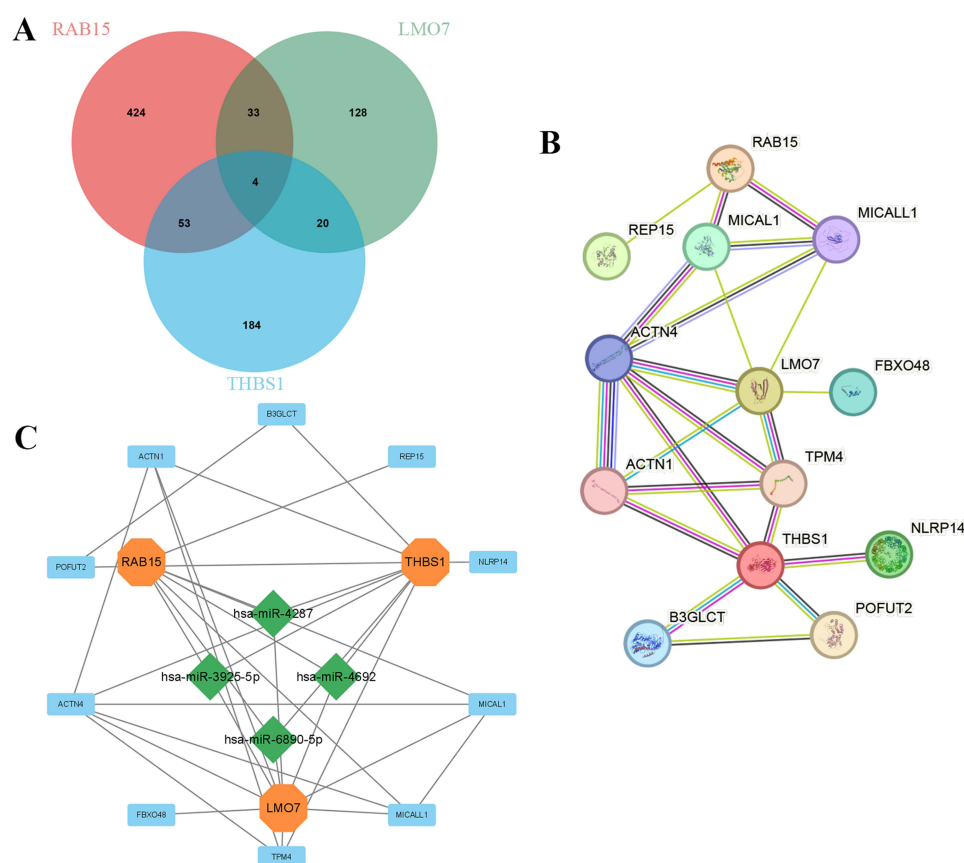 A
RAB15
LMO7
424
33
128
4
53
20
184
THBS1
B
RAB15
MICAL1
MICALL1
REP15
ACTN4
LMO7
FBXO48
ACTN1
TPM4
THBS1
NLRP14
B3GLCT
POFUT2
C
B3GLCT
ACTN1
REP15
POFUT2
RAB15
THBS1
NLRP14
hsa-miR-4287
hsa-miR-3925-5p
hsa-miR-4692
ACTN4
MICAL1
hsa-miR-6890-5p
FBXO48
LMO7
MICALL1
TPM4